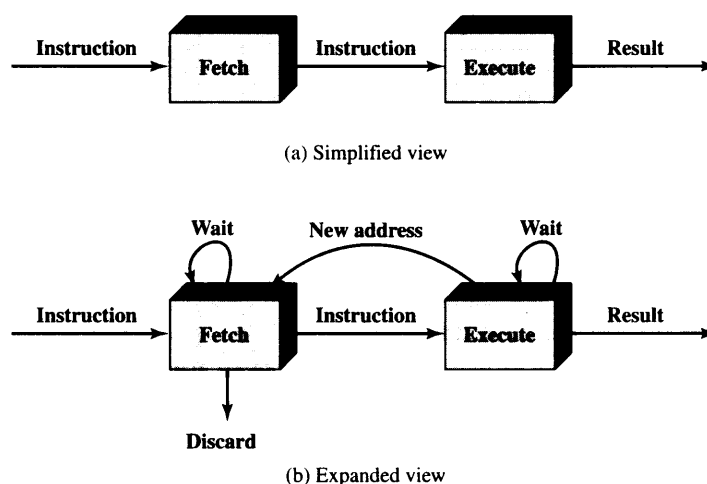 Instruction Fetch Instruction Execute Result
(a) Simplified view
Wait New address Wait
Instruction Fetch Instruction Execute Result
Discard
(b) Expanded view